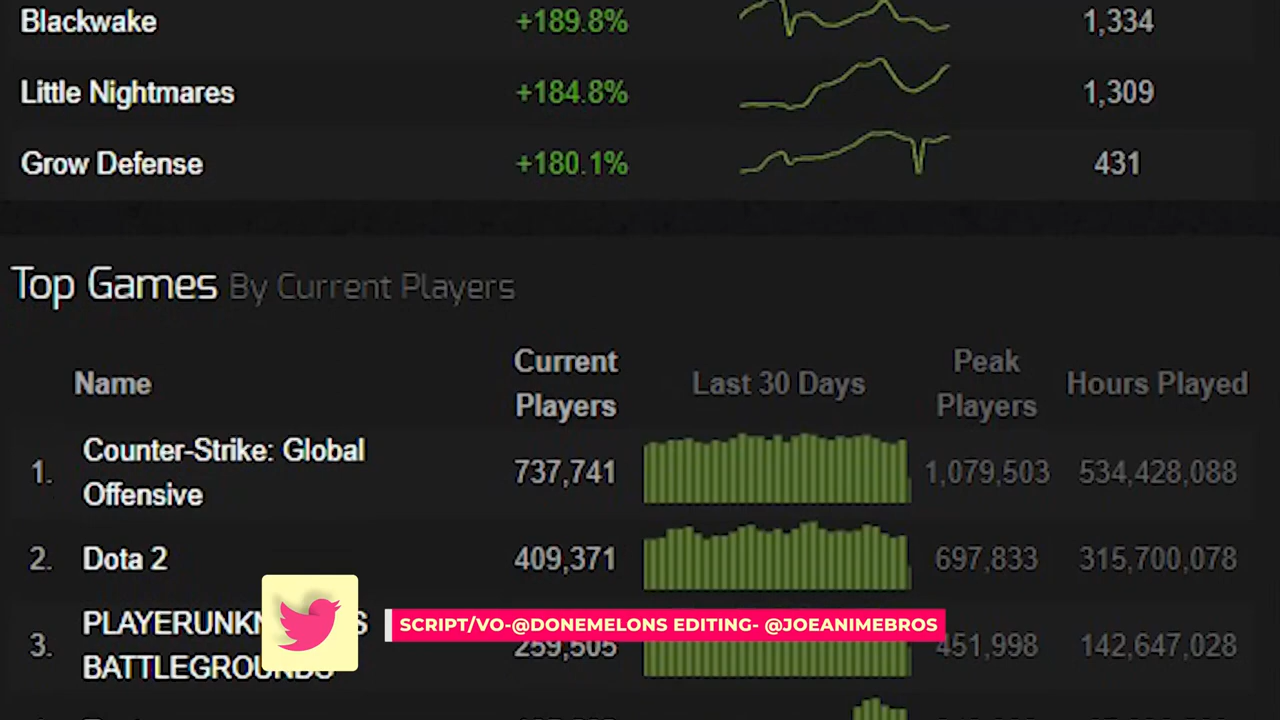 Blackwake +189.8% 1,334
Little Nightmares +184.8% 1,309
Grow Defense +180.1% 431
Top Games By Current Players
Name Current Players Last 30 Days Peak Players Hours Played
1. Counter-Strike: Global Offensive 737,741 1,079,503 534,428,088
2. Dota 2 409,371 697,833 315,700,078
3. BATTLEGROUNDS 259,505 451,998 142,647,028
SCRIPT/VO-@DONEMELONS EDITING- @JOEANIMEBROS